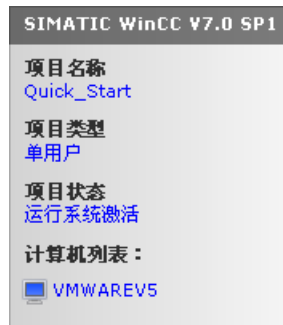 SIMATIC WinCC V7.0 SP1
项目名称
Quick_Start
项目类型
单用户
项目状态
运行系统激活
计算机列表：
VMWAREV5